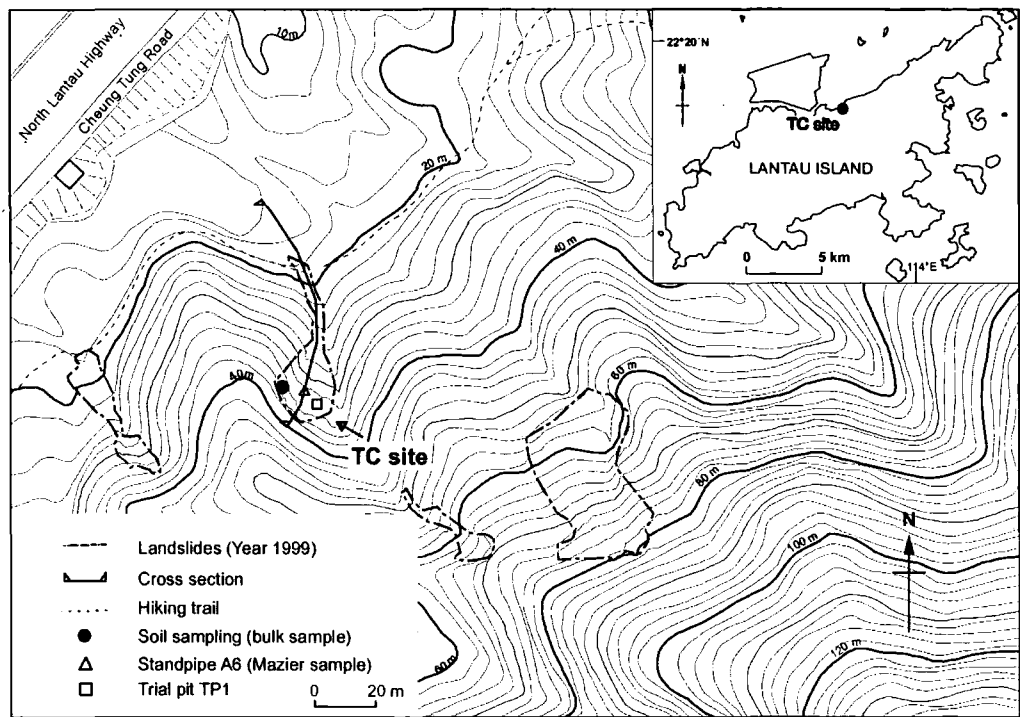 North Lantau Highway
Cheung Tung Road
10m
20 m
40 m
40m
60 m
80 m
100 m
120 m
60 m
TC site
N
22°20´N
N
TC site
LANTAU ISLAND
0 5 km
114°E
Landslides (Year 1999)
Cross section
Hiking trail
Soil sampling (bulk sample)
Standpipe A6 (Mazier sample)
Trial pit TP1
0 20 m